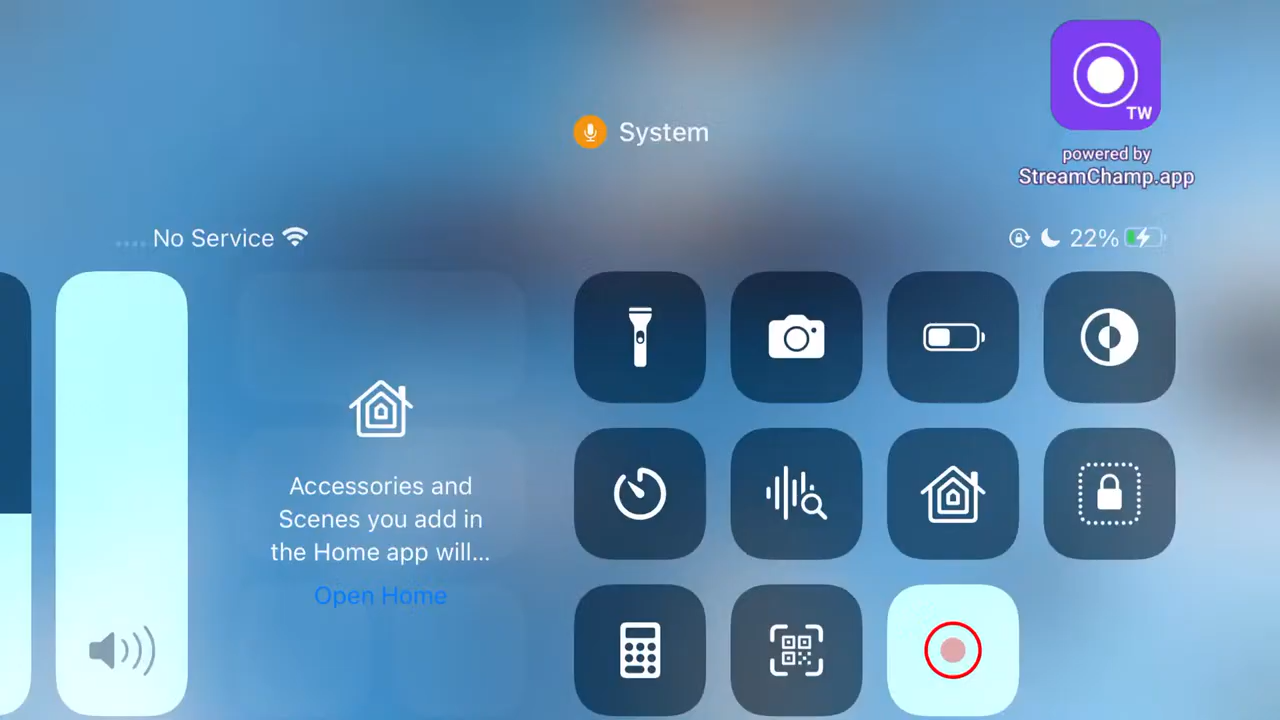 TW
powered by
StreamChamp.app
System
No Service
22%
Accessories and
Scenes you add in
the Home app will...
Open Home